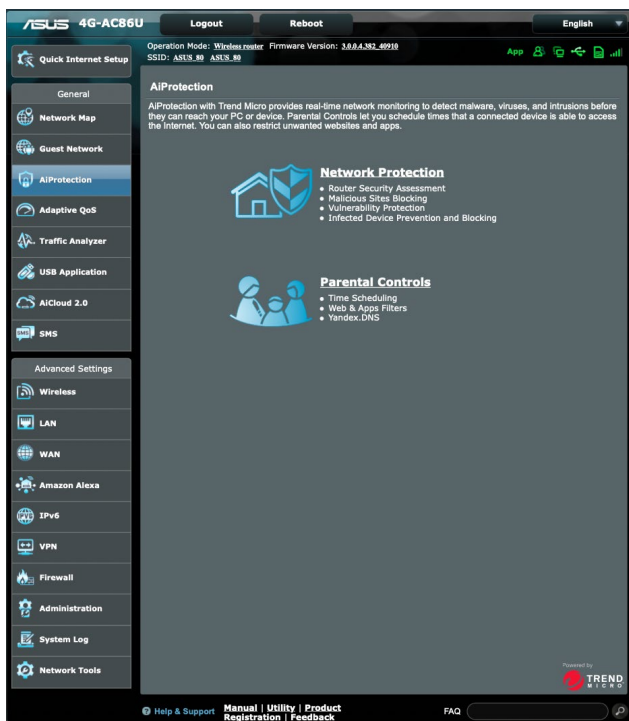 ASUS 4G-AC86U
Logout
Reboot
English
Operation Mode: Wireless router Firmware Version: 3.0.0.4.382_40910
SSID: ASUS_80 ASUS_80
App
Quick Internet Setup
General
Network Map
Guest Network
AiProtection
Adaptive QoS
Traffic Analyzer
USB Application
AiCloud 2.0
SMS
SMS
Advanced Settings
Wireless
LAN
WAN
Amazon Alexa
IPv6
VPN
Firewall
Administration
System Log
Network Tools
AiProtection
AiProtection with Trend Micro provides real-time network monitoring to detect malware, viruses, and intrusions before
they can reach your PC or device. Parental Controls let you schedule times that a connected device is able to access
the Internet. You can also restrict unwanted websites and apps.
Network Protection
• Router Security Assessment
• Malicious Sites Blocking
• Vulnerability Protection
• Infected Device Prevention and Blocking
Parental Controls
• Time Scheduling
• Web & Apps Filters
• Yandex.DNS
Powered by
TREND
MICRO
Help & Support
Manual | Utility | Product
Registration | Feedback
FAQ